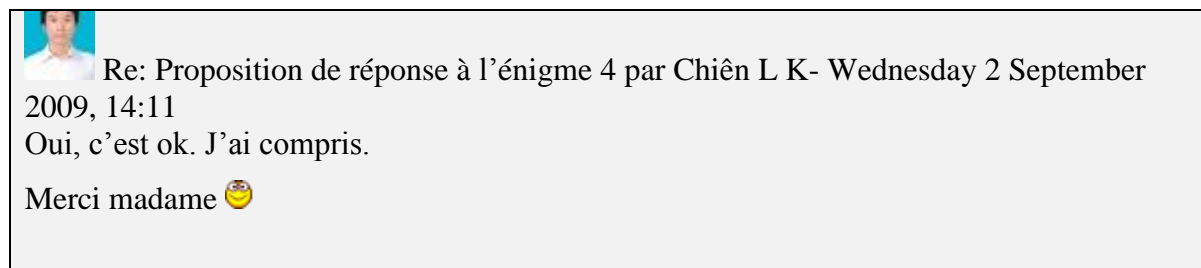 Re: Proposition de réponse à l’énigme 4 par Chiên L K- Wednesday 2 September
2009, 14:11
Oui, c’est ok. J’ai compris.
Merci madame